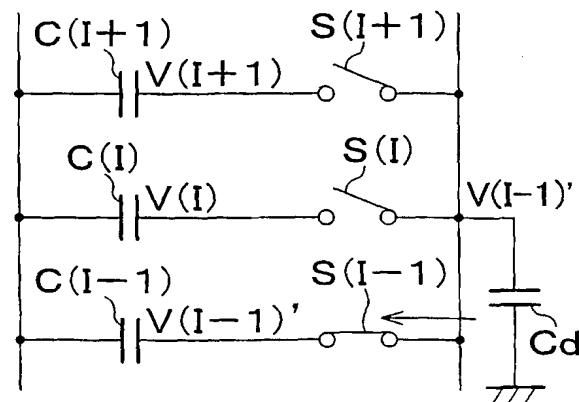 C(I+1) S(I+1)
V(I+1)
C(I) S(I)
V(I) V(I-1)'
C(I-1) S(I-1)
V(I-1)'
Cd